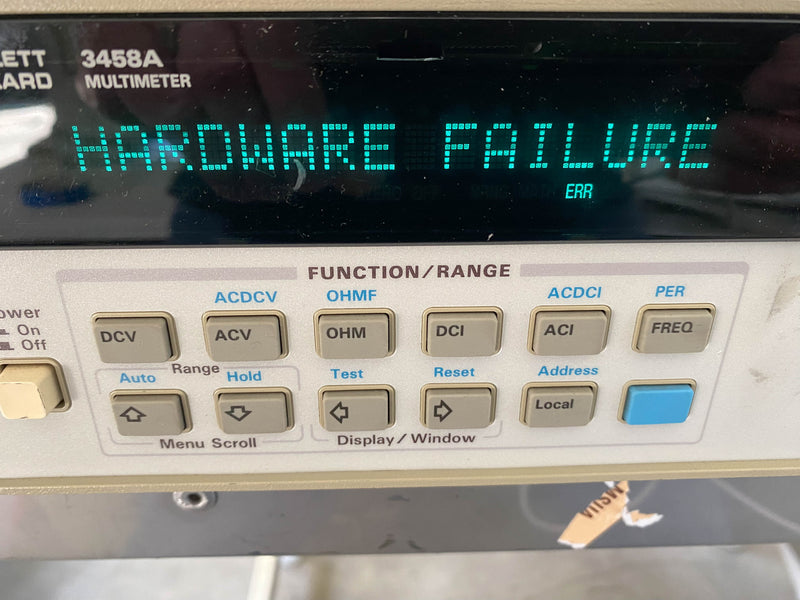 LETT 3458A
KARD MULTIMETER
HARDWARE FAILURE
ERR
FUNCTION/RANGE
ower
On
Off
ACDCV OHMF ACDCI PER
DCV ACV OHM DCI ACI FREQ
Auto Range Hold Test Reset Address
Local
Menu Scroll Display/Window